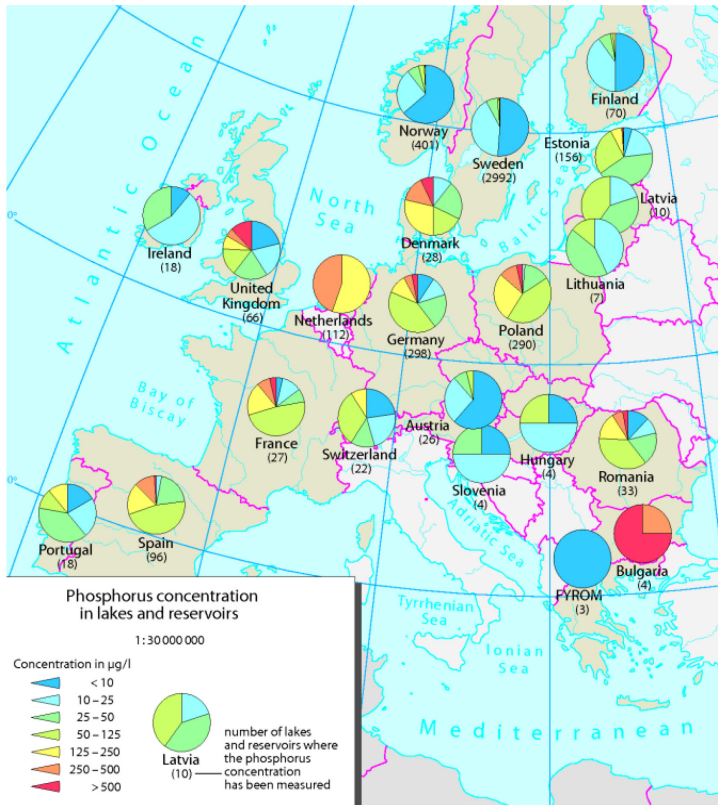 Atlantic Ocean
Norway
(401)
Finland
(70)
Sweden
(2992)
Estonia
(156)
Latvia
(10)
North
Sea
Baltic Sea
0°
Ireland
(18)
Denmark
(28)
United
Kingdom
(66)
Lithuania
(7)
Netherlands
(112)
Germany
(298)
Poland
(290)
Bay of
Biscay
France
(27)
Switzerland
(22)
Austria
(26)
Hungary
(4)
Slovenia
(4)
Romania
(33)
0°
Adriatic Sea
Portugal
(18)
Spain
(96)
FYROM
(3)
Bulgaria
(4)
Tyrrhenian
Sea
Ionian
Sea
Mediterranean
Phosphorus concentration
in lakes and reservoirs
1:30 000 000
Concentration in µg/l
< 10
10 – 25
25 – 50
50 – 125
125 – 250
250 – 500
> 500
Latvia
(10)
number of lakes
and reservoirs where
the phosphorus
concentration
has been measured